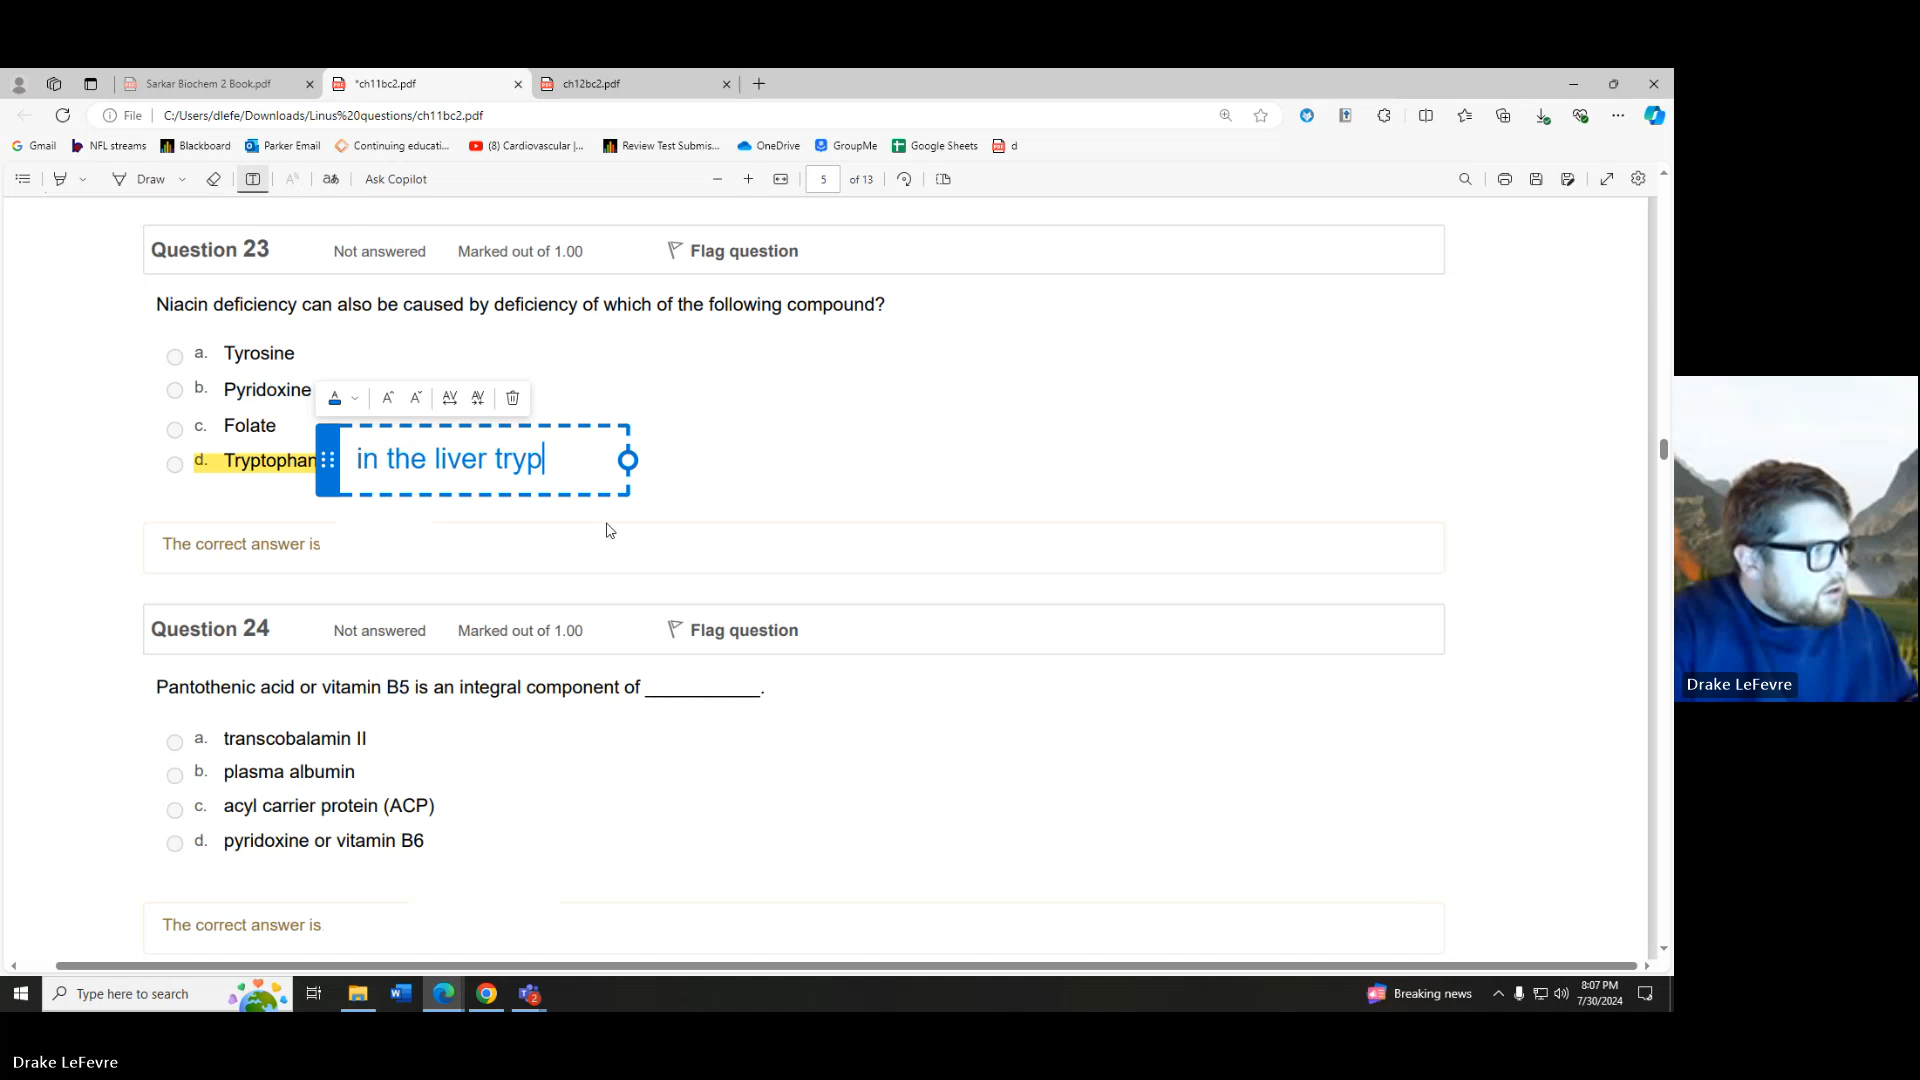 Sarkar Biochem 2 Book.pdf
*ch11bc2.pdf
ch12bc2.pdf
File
C:/Users/dlefe/Downloads/Linus%20questions/ch11bc2.pdf
Gmail
NFL streams
Blackboard
Parker Email
Continuing educati...
(8) Cardiovascular |...
Review Test Submis...
OneDrive
GroupMe
Google Sheets
d
Draw
Ask Copilot
5
of 13
Question 23
Not answered
Marked out of 1.00
Flag question
Niacin deficiency can also be caused by deficiency of which of the following compound?
a. Tyrosine
b. Pyridoxine
c. Folate
d. Tryptophan
in the liver tryp
The correct answer is
Question 24
Not answered
Marked out of 1.00
Flag question
Pantothenic acid or vitamin B5 is an integral component of ___________.
a. transcobalamin II
b. plasma albumin
c. acyl carrier protein (ACP)
d. pyridoxine or vitamin B6
The correct answer is
Type here to search
2
Breaking news
8:07 PM
7/30/2024
Drake LeFevre
Drake LeFevre